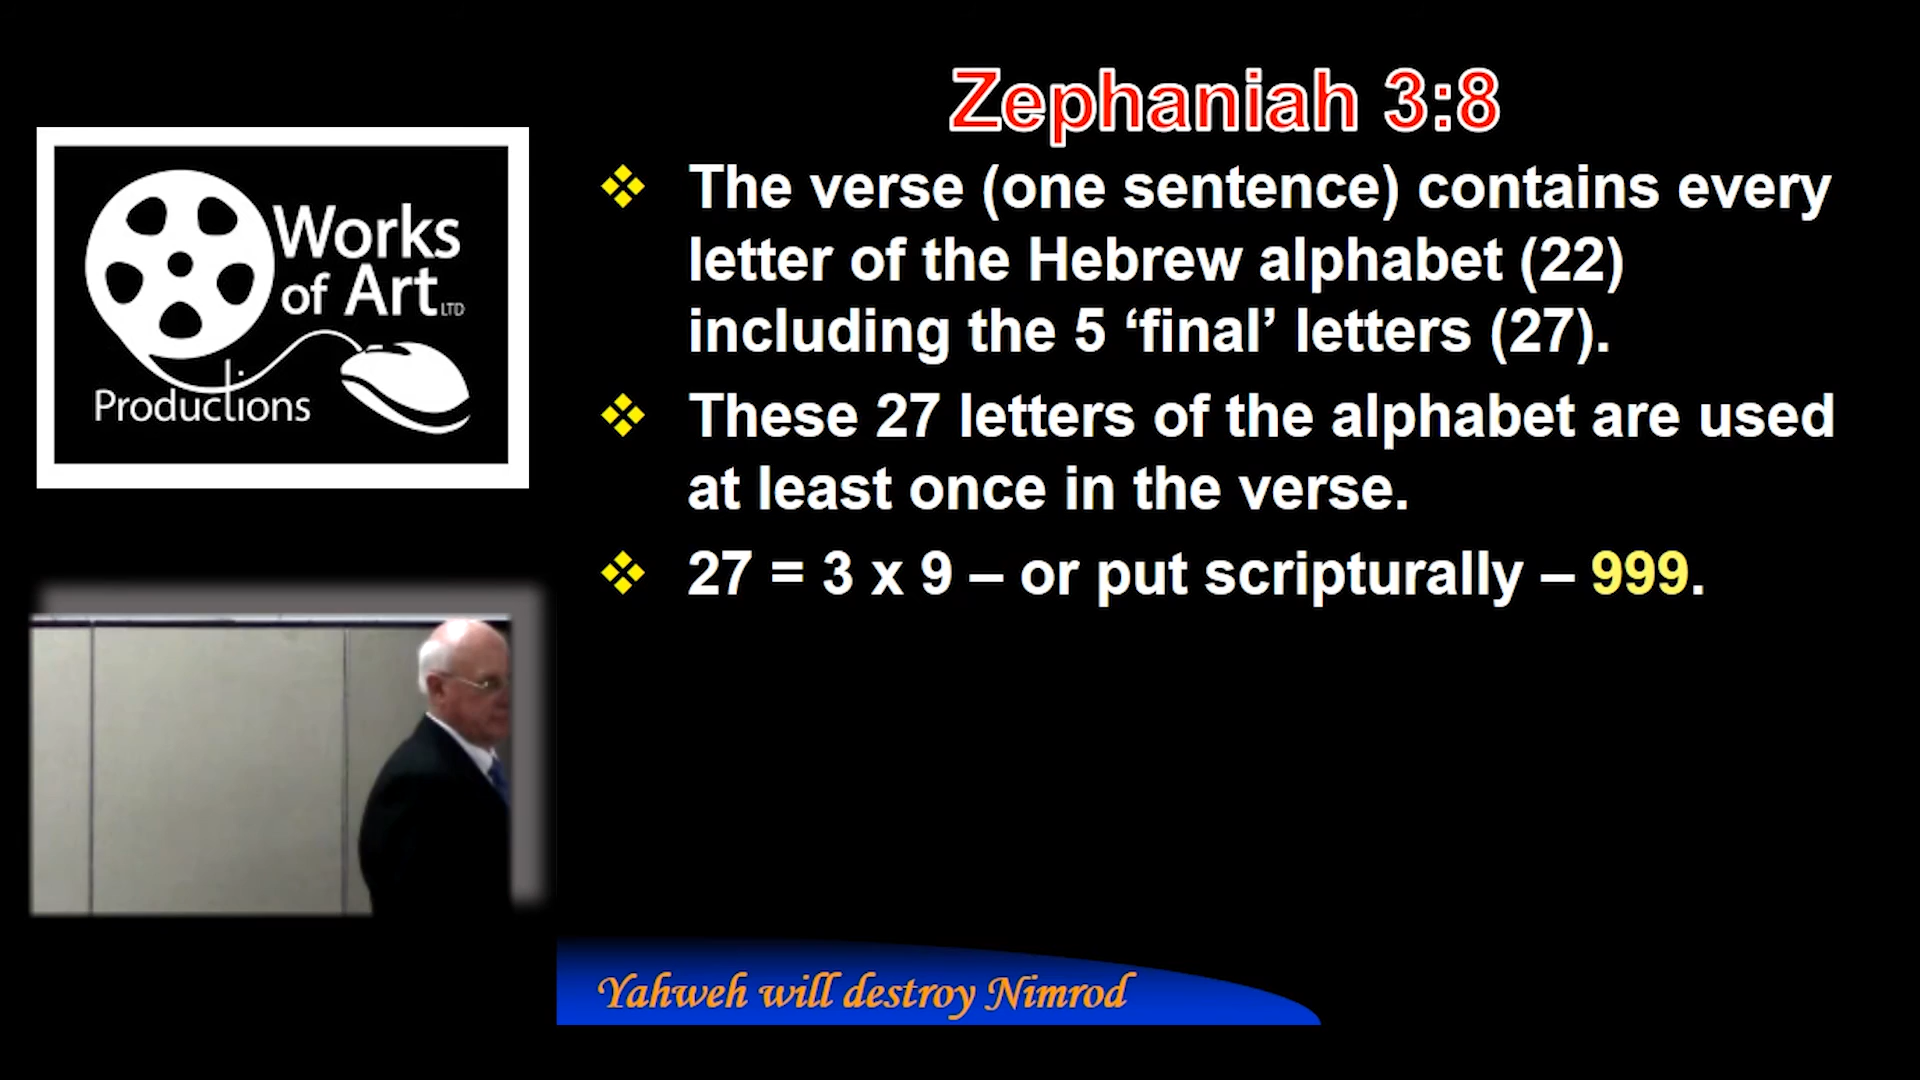 Works
of Art LTD
Productions
Zephaniah 3:8
The verse (one sentence) contains every
letter of the Hebrew alphabet (22)
including the 5 ‘final’ letters (27).
These 27 letters of the alphabet are used
at least once in the verse.
27 = 3 x 9 – or put scripturally – 999.
Yahweh will destroy Nimrod